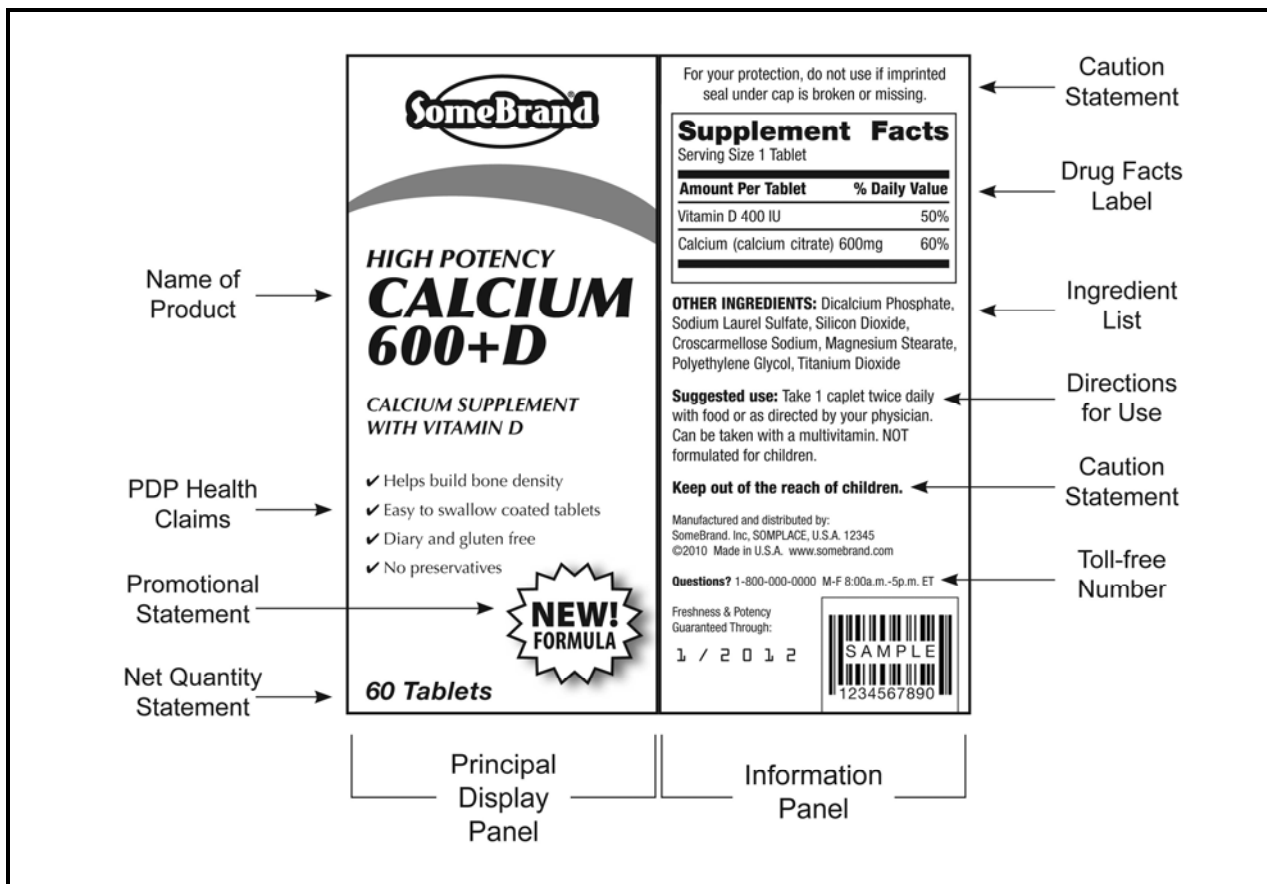 SomeBrand®
HIGH POTENCY
CALCIUM
600+D
CALCIUM SUPPLEMENT
WITH VITAMIN D
✔ Helps build bone density
✔ Easy to swallow coated tablets
✔ Diary and gluten free
✔ No preservatives
NEW!
FORMULA
60 Tablets
For your protection, do not use if imprinted
seal under cap is broken or missing.
Supplement Facts
Serving Size 1 Tablet
Amount Per Tablet % Daily Value
Vitamin D 400 IU 50%
Calcium (calcium citrate) 600mg 60%
OTHER INGREDIENTS: Dicalcium Phosphate,
Sodium Laurel Sulfate, Silicon Dioxide,
Croscarmellose Sodium, Magnesium Stearate,
Polyethylene Glycol, Titanium Dioxide
Suggested use: Take 1 caplet twice daily
with food or as directed by your physician.
Can be taken with a multivitamin. NOT
formulated for children.
Keep out of the reach of children.
Manufactured and distributed by:
SomeBrand. Inc, SOMPLACE, U.S.A. 12345
©2010 Made in U.S.A. www.somebrand.com
Questions? 1-800-000-0000 M-F 8:00a.m.-5p.m. ET
Freshness & Potency
Guaranteed Through:
1/2012
SAMPLE
1234567890
Name of
Product
PDP Health
Claims
Promotional
Statement
Net Quantity
Statement
Caution
Statement
Drug Facts
Label
Ingredient
List
Directions
for Use
Caution
Statement
Toll-free
Number
Principal
Display
Panel
Information
Panel